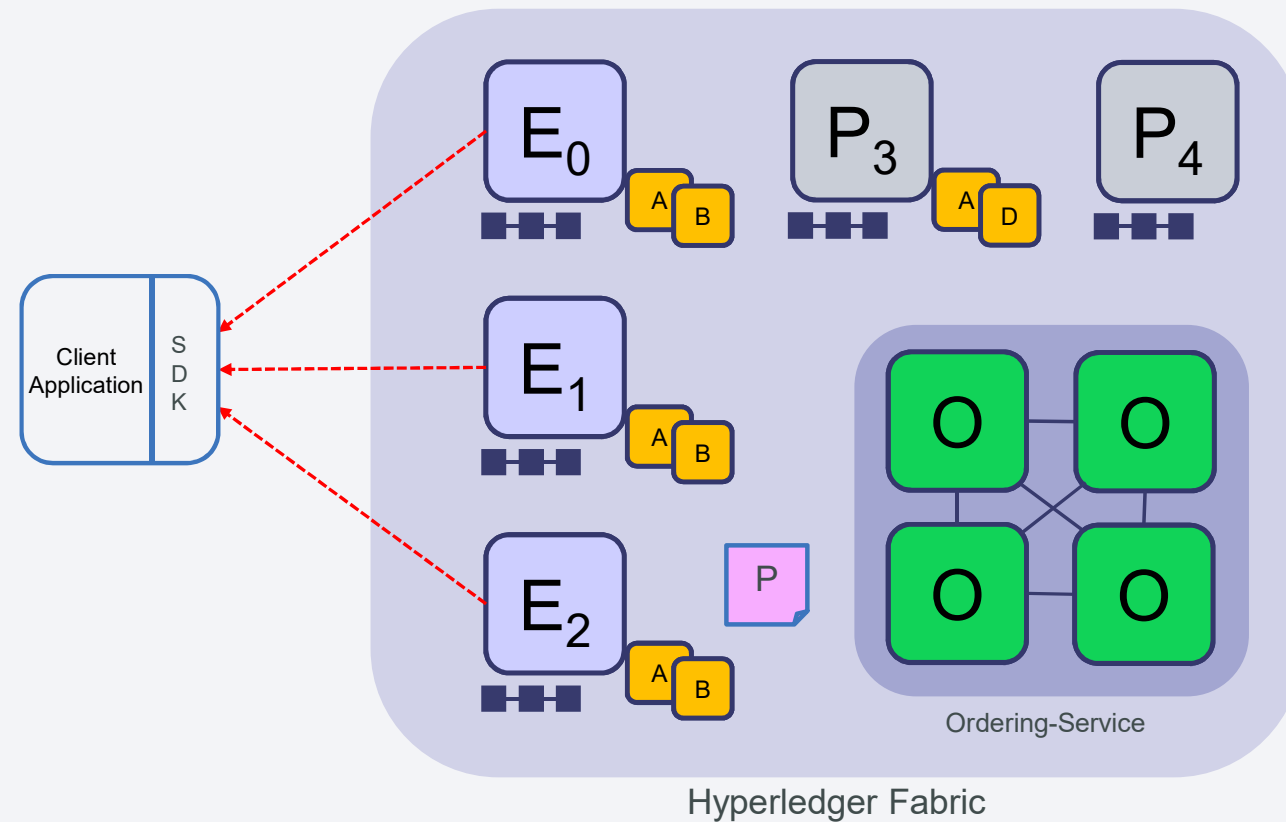 E0
A
B
P3
A
D
P4
Client
Application
S
D
K
E1
A
B
O
O
E2
A
B
P
O
O
Ordering-Service
Hyperledger Fabric